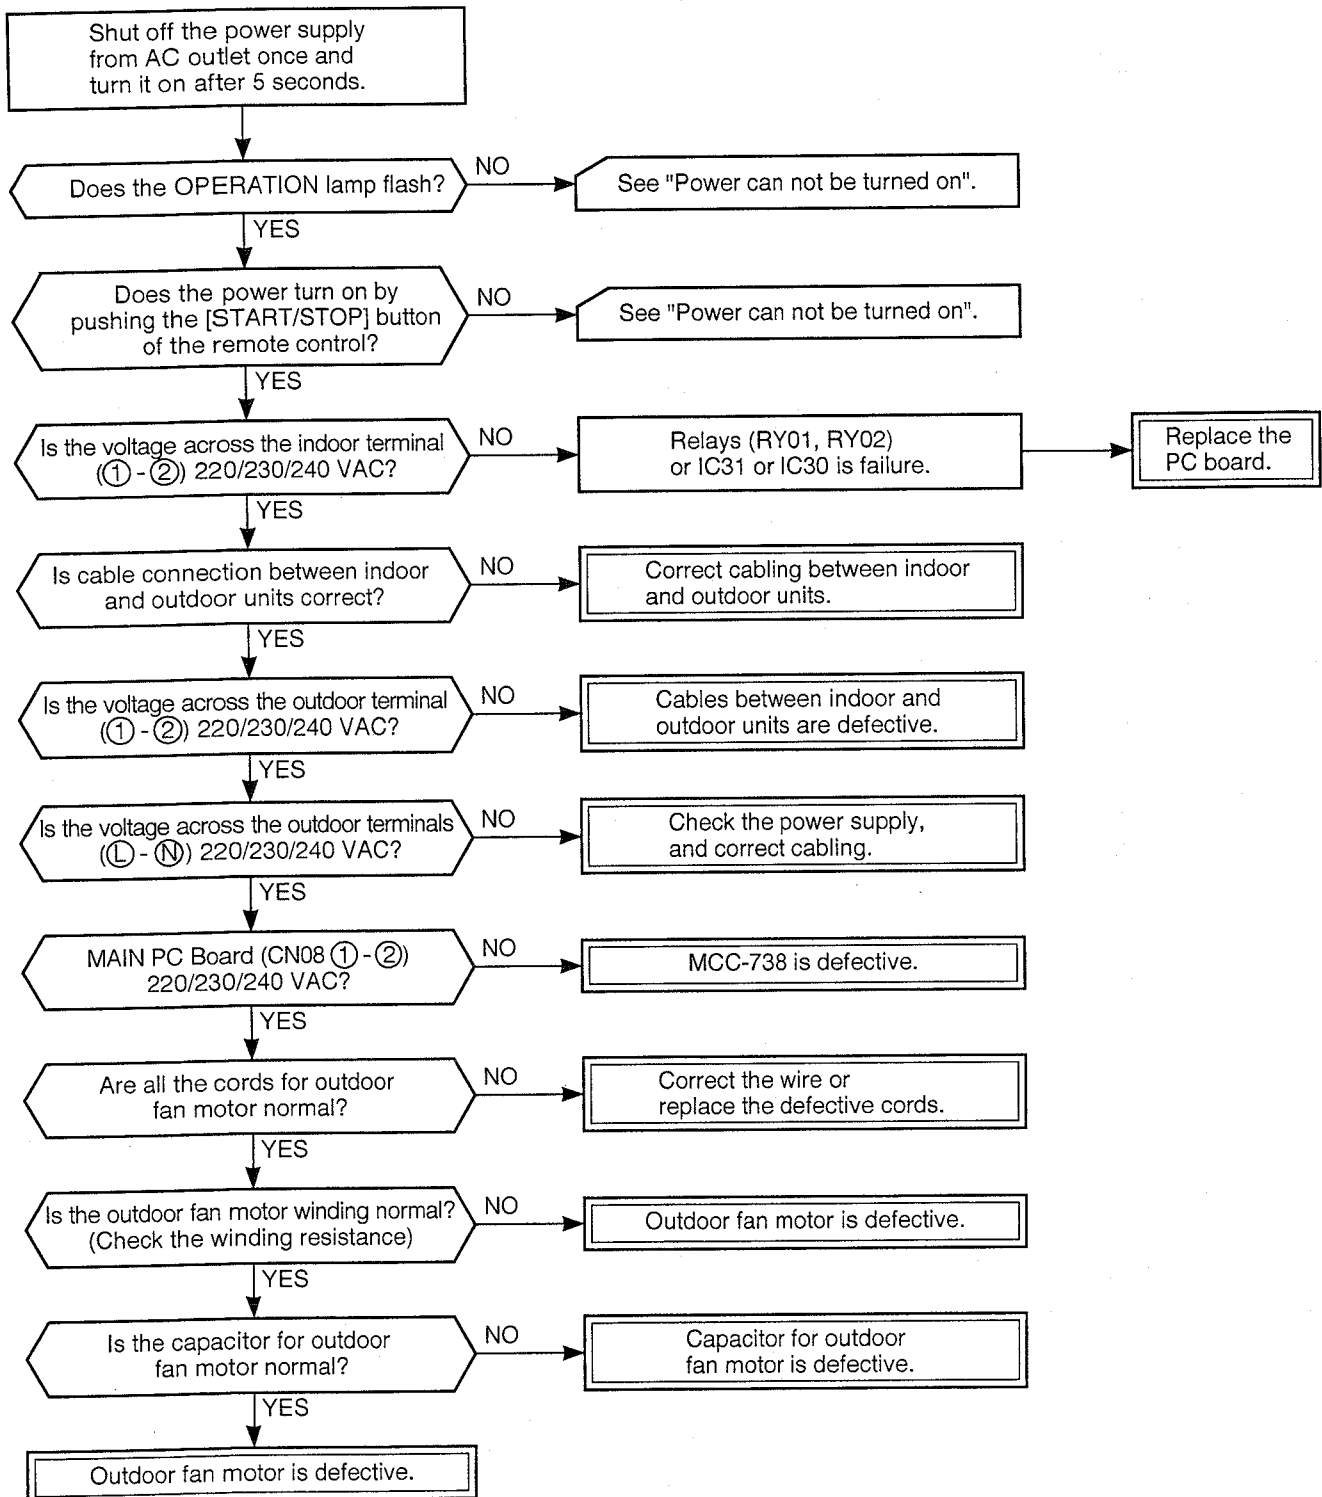 Shut off the power supply
from AC outlet once and
turn it on after 5 seconds.
Does the OPERATION lamp flash?
NO
See "Power can not be turned on".
YES
Does the power turn on by
pushing the [START/STOP] button
of the remote control?
NO
See "Power can not be turned on".
YES
Is the voltage across the indoor terminal
(① - ②) 220/230/240 VAC?
NO
Relays (RY01, RY02)
or IC31 or IC30 is failure.
Replace the
PC board.
YES
Is cable connection between indoor
and outdoor units correct?
NO
Correct cabling between indoor
and outdoor units.
YES
Is the voltage across the outdoor terminal
(① - ②) 220/230/240 VAC?
NO
Cables between indoor and
outdoor units are defective.
YES
Is the voltage across the outdoor terminals
(Ⓛ - Ⓝ) 220/230/240 VAC?
NO
Check the power supply,
and correct cabling.
YES
MAIN PC Board (CN08 ① - ②)
220/230/240 VAC?
NO
MCC-738 is defective.
YES
Are all the cords for outdoor
fan motor normal?
NO
Correct the wire or
replace the defective cords.
YES
Is the outdoor fan motor winding normal?
(Check the winding resistance)
NO
Outdoor fan motor is defective.
YES
Is the capacitor for outdoor
fan motor normal?
NO
Capacitor for outdoor
fan motor is defective.
YES
Outdoor fan motor is defective.